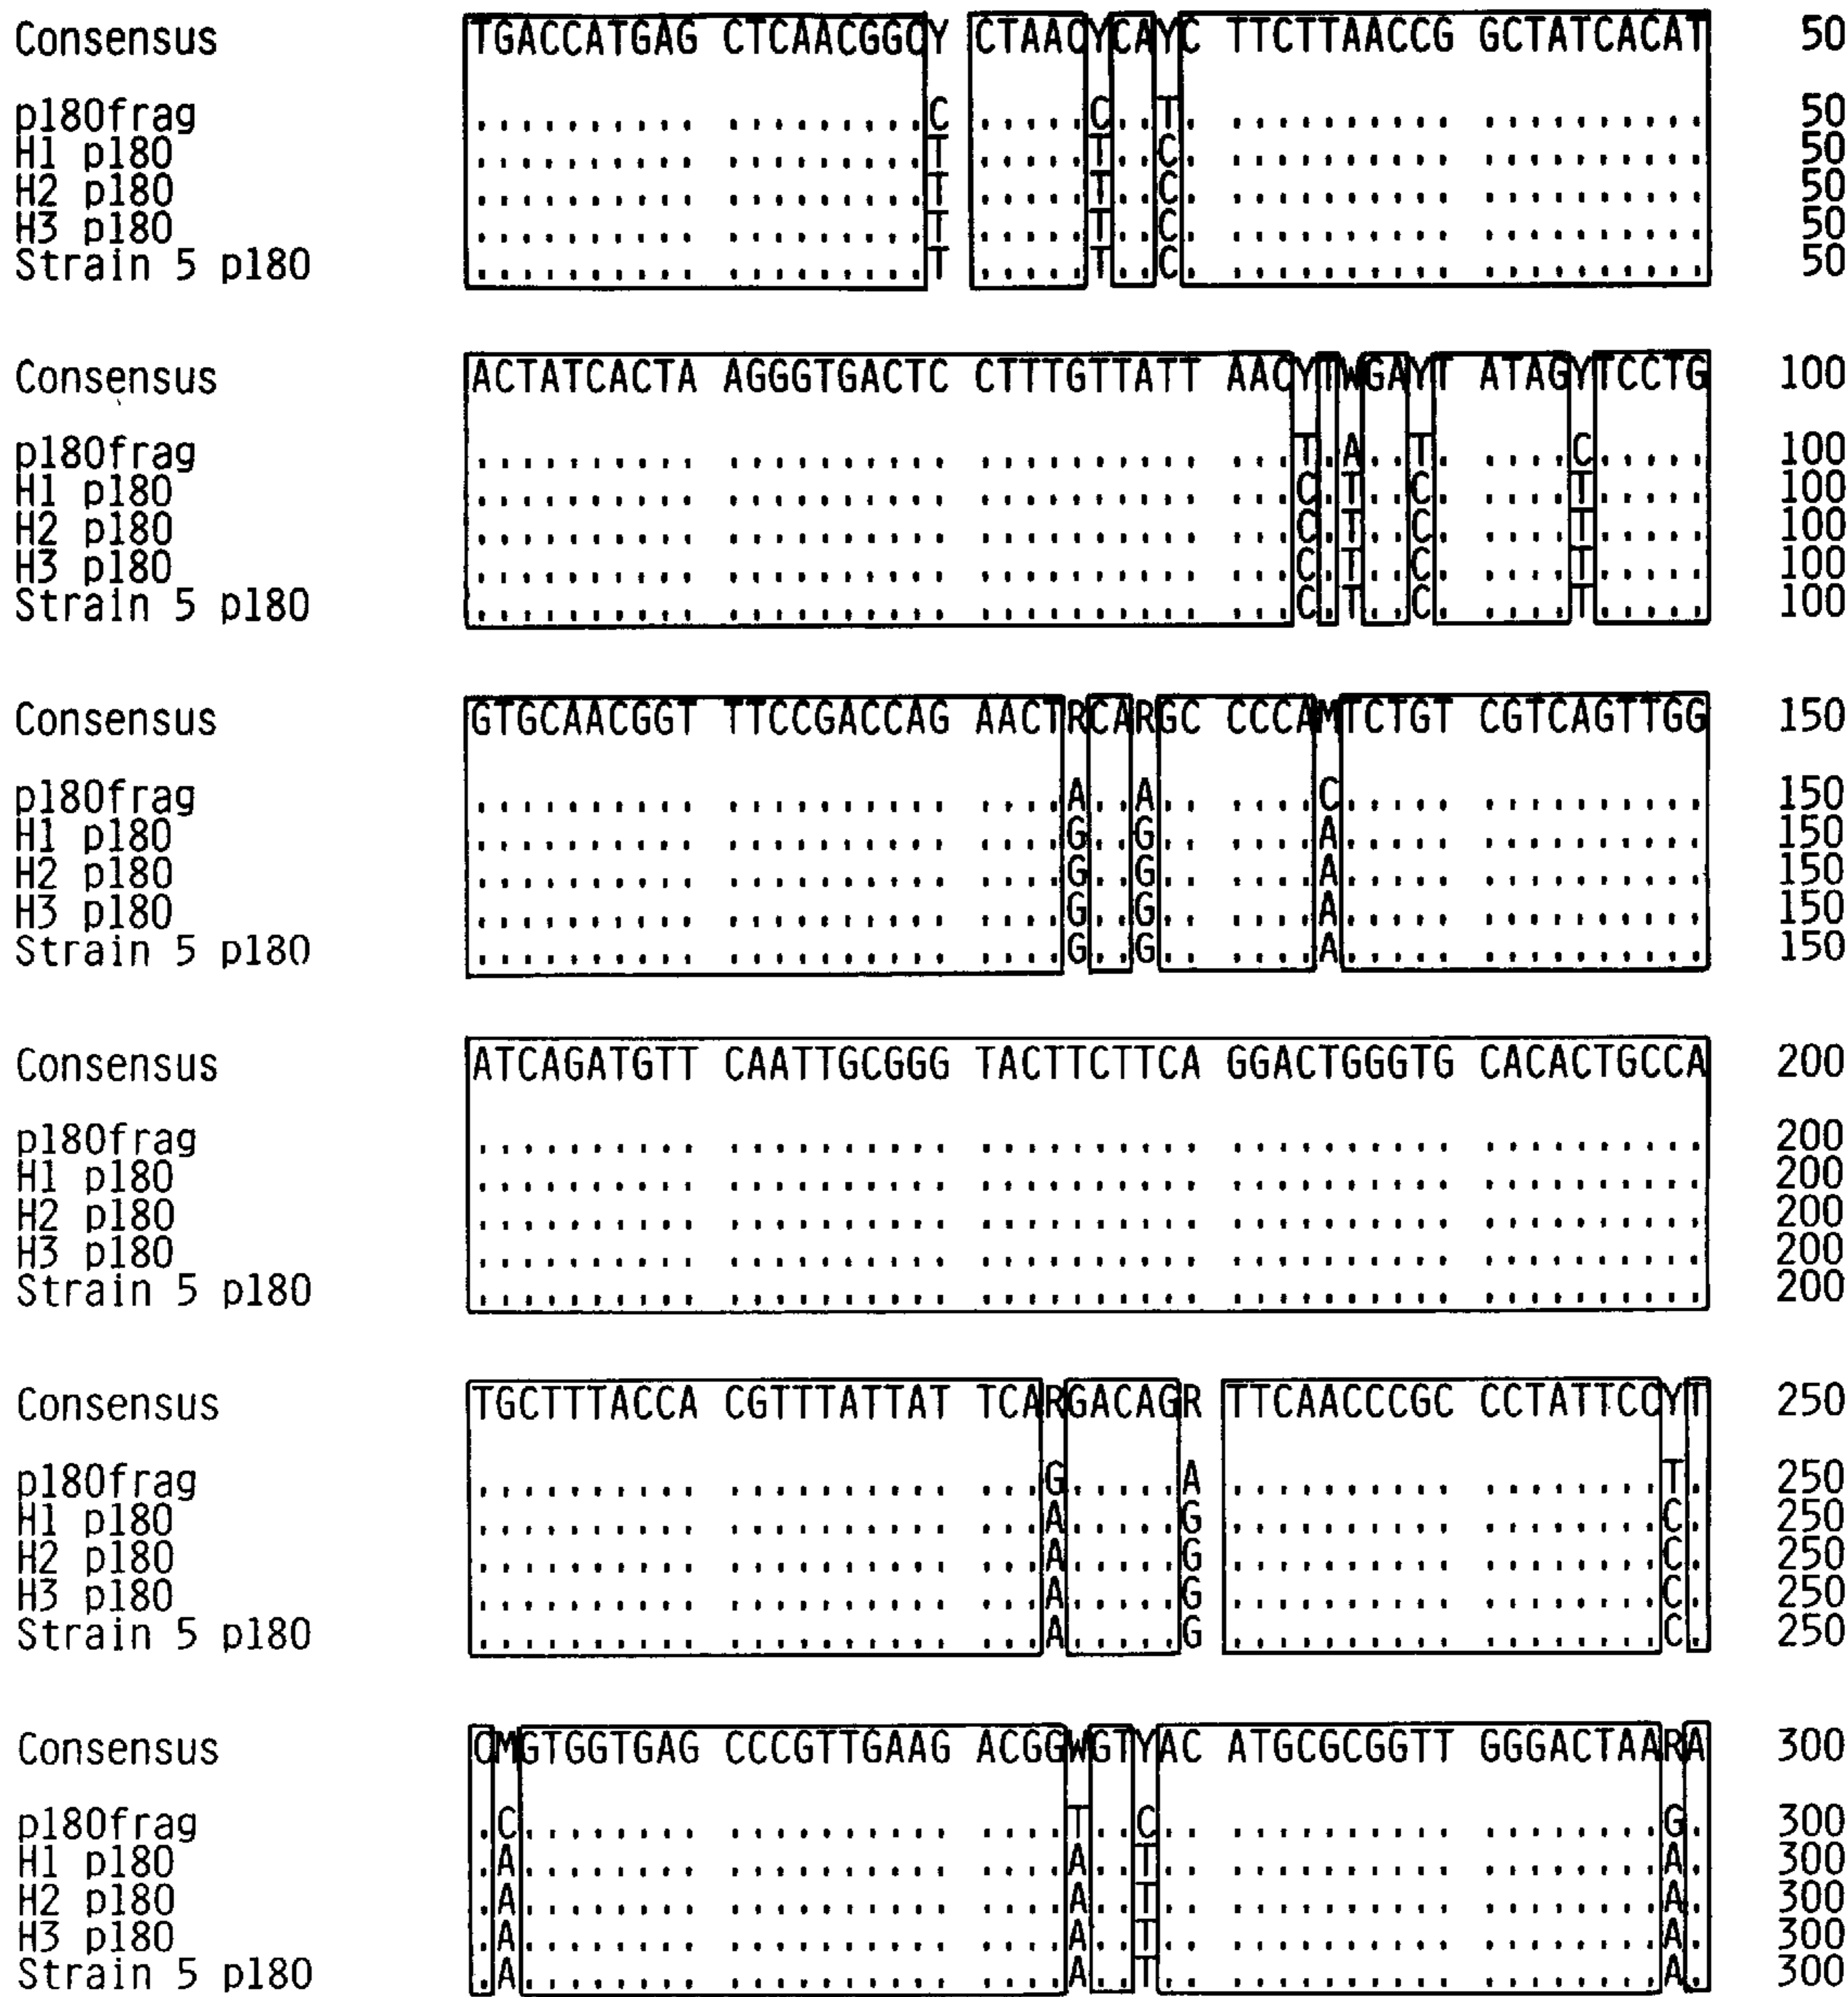 Consensus TGACCATGAG CTCAACGGCY CTAACYCAYC TTCTTAACCG GCTATCACAT 50
p180frag .......... .........C .....C..T. .......... .......... 50
H1 p180 .......... .........T .....T..C. .......... .......... 50
H2 p180 .......... .........T .....T..C. .......... .......... 50
H3 p180 .......... .........T .....T..C. .......... .......... 50
Strain 5 p180 .......... .........T .....T..C. .......... .......... 50
Consensus ACTATCACTA AGGGTGACTC CTTTGTTATT AACYTWGAYT ATAGYTCCTG 100
p180frag .......... .......... .......... ...T.A..T. ....C..... 100
H1 p180 .......... .......... .......... ...C.T..C. ....T..... 100
H2 p180 .......... .......... .......... ...C.T..C. ....T..... 100
H3 p180 .......... .......... .......... ...C.T..C. ....T..... 100
Strain 5 p180 .......... .......... .......... ...C.T..C. ....T..... 100
Consensus GTGCAACGGT TTCCGACCAG AACTRCARGC CCCAMTCTGT CGTCAGTTGG 150
p180frag .......... .......... ....A..A.. ....C..... .......... 150
H1 p180 .......... .......... ....G..G.. ....A..... .......... 150
H2 p180 .......... .......... ....G..G.. ....A..... .......... 150
H3 p180 .......... .......... ....G..G.. ....A..... .......... 150
Strain 5 p180 .......... .......... ....G..G.. ....A..... .......... 150
Consensus ATCAGATGTT CAATTGCGGG TACTTCTTCA GGACTGGGTG CACACTGCCA 200
p180frag .......... .......... .......... .......... .......... 200
H1 p180 .......... .......... .......... .......... .......... 200
H2 p180 .......... .......... .......... .......... .......... 200
H3 p180 .......... .......... .......... .......... .......... 200
Strain 5 p180 .......... .......... .......... .......... .......... 200
Consensus TGCTTTACCA CGTTTATTAT TCARGACAGR TTCAACCCGC CCTATTCCYT 250
p180frag .......... .......... ...G.....A .......... ........T. 250
H1 p180 .......... .......... ...A.....G .......... ........C. 250
H2 p180 .......... .......... ...A.....G .......... ........C. 250
H3 p180 .......... .......... ...A.....G .......... ........C. 250
Strain 5 p180 .......... .......... ...A.....G .......... ........C. 250
Consensus CMGTGGTGAG CCCGTTGAAG ACGGWGTYAC ATGCGCGGTT GGGACTAARA 300
p180frag .C........ .......... ....T..C.. .......... ........G. 300
H1 p180 .A........ .......... ....A..T.. .......... ........A. 300
H2 p180 .A........ .......... ....A..T.. .......... ........A. 300
H3 p180 .A........ .......... ....A..T.. .......... ........A. 300
Strain 5 p180 .A........ .......... ....A..T.. .......... ........A. 300